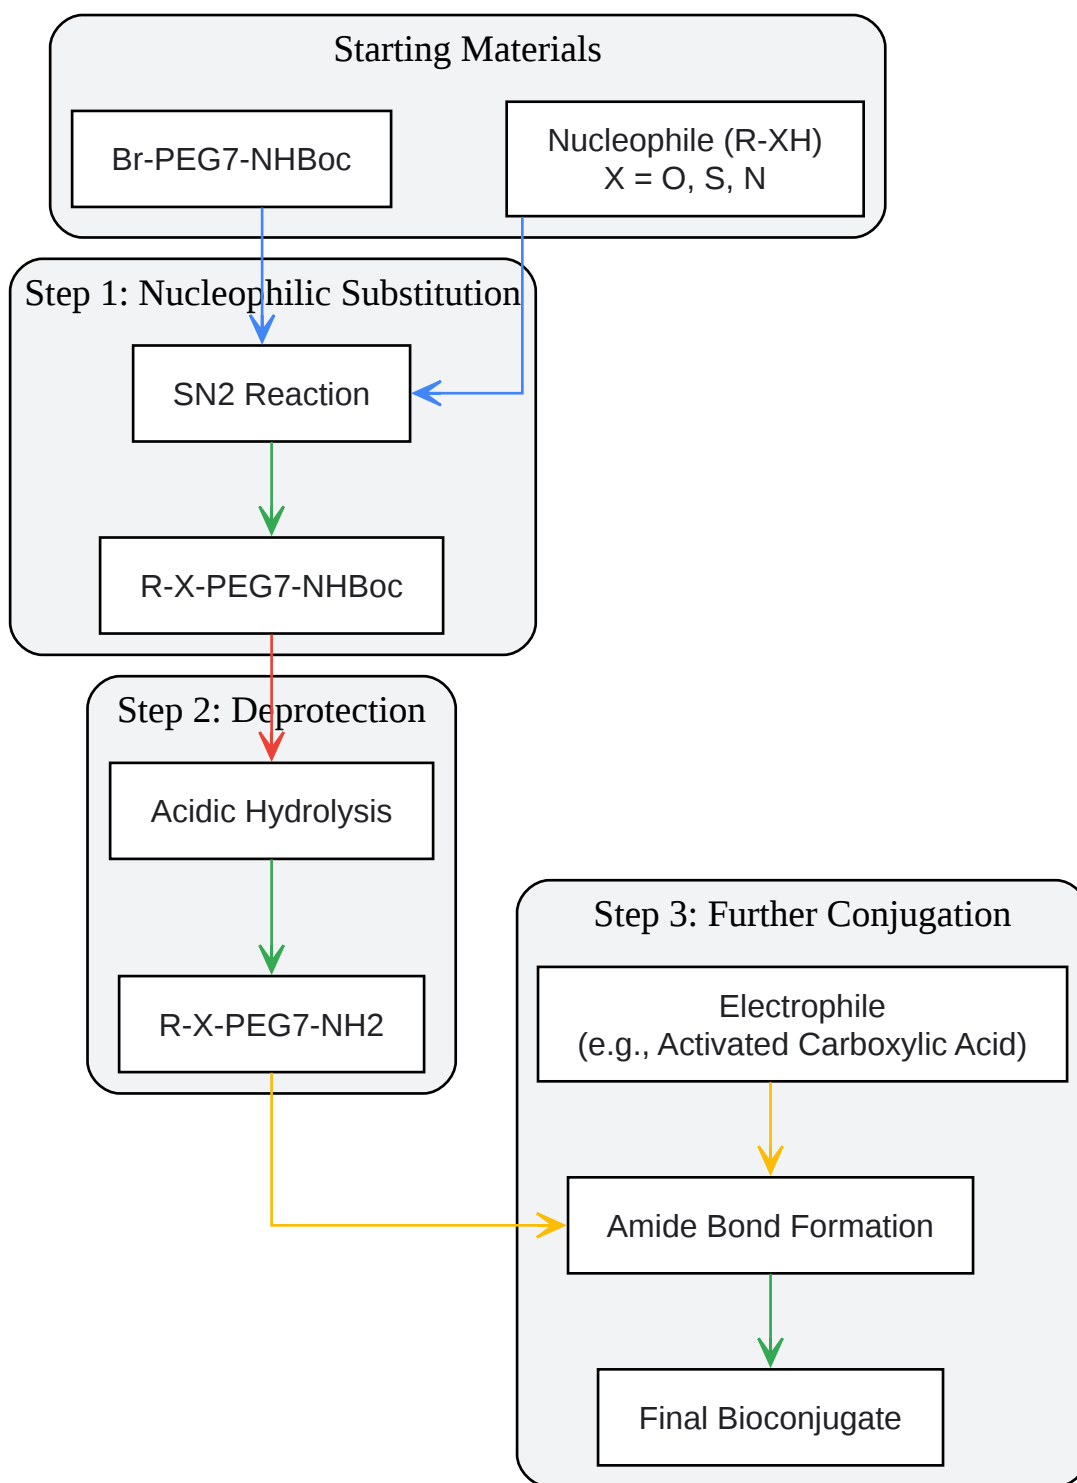 Starting Materials
Br-PEG7-NHBoc
Nucleophile (R-XH)
X = O, S, N
Step 1: Nucleophilic Substitution
SN2 Reaction
R-X-PEG7-NHBoc
Step 2: Deprotection
Acidic Hydrolysis
R-X-PEG7-NH2
Step 3: Further Conjugation
Electrophile
(e.g., Activated Carboxylic Acid)
Amide Bond Formation
Final Bioconjugate